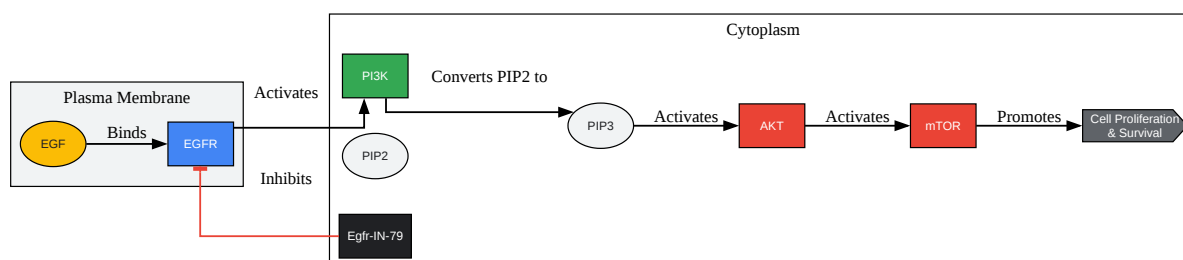 Cytoplasm
PI3K
Converts PIP2 to
Activates
Plasma Membrane
EGF
Binds
EGFR
PIP2
PIP3
Activates
AKT
Activates
mTOR
Promotes
Cell Proliferation
& Survival
Inhibits
Egfr-IN-79